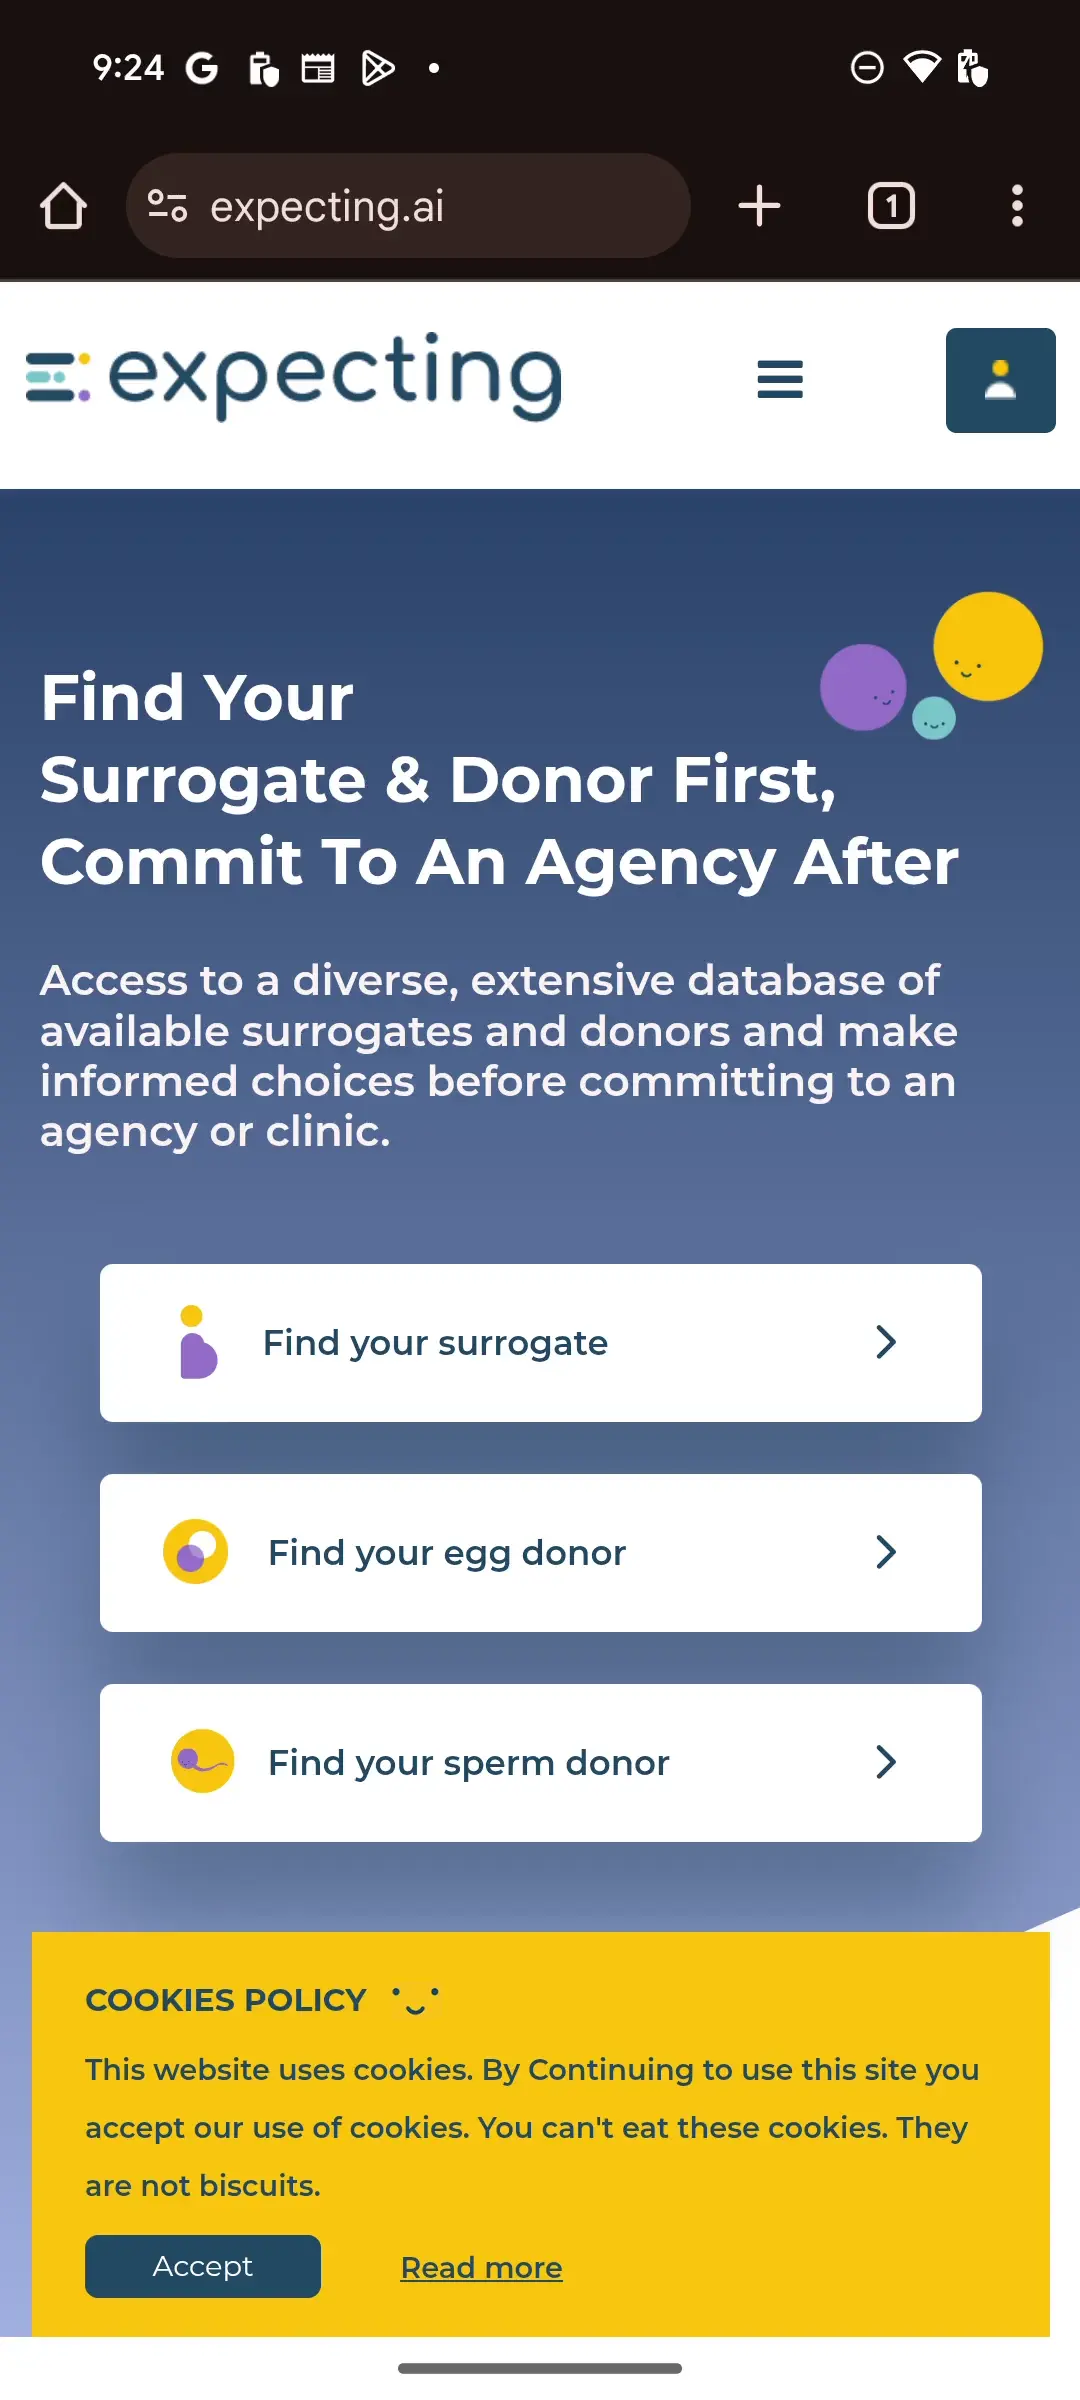 9:24
expecting.ai
1
expecting
Find Your
Surrogate & Donor First,
Commit To An Agency After
Access to a diverse, extensive database of
available surrogates and donors and make
informed choices before committing to an
agency or clinic.
Find your surrogate
Find your egg donor
Find your sperm donor
COOKIES POLICY
This website uses cookies. By Continuing to use this site you
accept our use of cookies. You can't eat these cookies. They
are not biscuits.
Accept
Read more